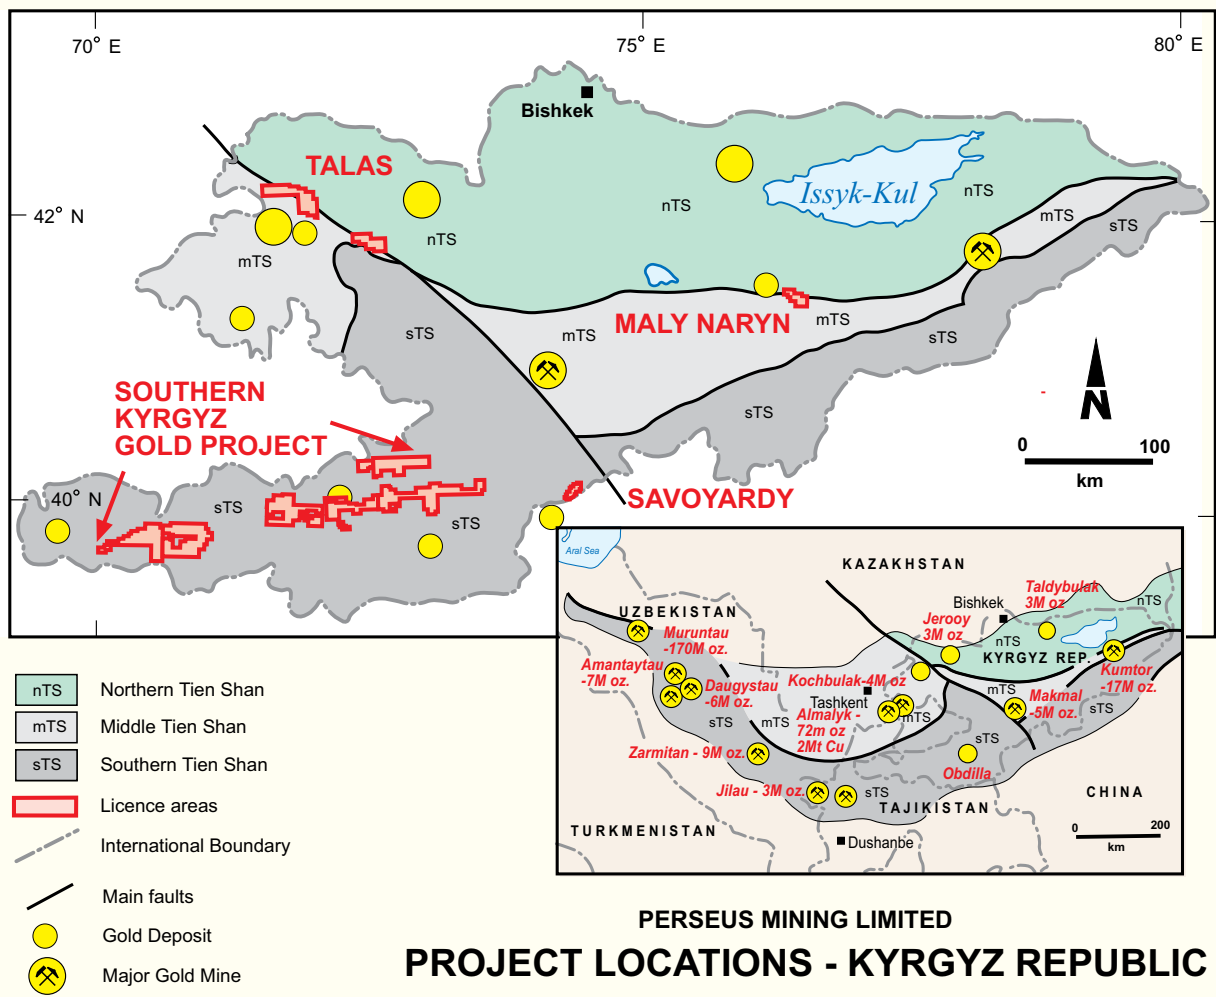 70° E
75° E
80° E
Bishkek
TALAS
Issyk-Kul
nTS
nTS
nTS
mTS
sTS
42° N
mTS
MALY NARYN
mTS
mTS
sTS
sTS
sTS
SOUTHERN
KYRGYZ
GOLD PROJECT
N
0 100
km
40° N
sTS
sTS
SAVOYARDY
Aral Sea
KAZAKHSTAN
UZBEKISTAN
Bishkek
Taldybulak
3M oz
nTS
Jerooy
3M oz
nTS
KYRGYZ REP.
Muruntau
-170M oz.
Amantaytau
-7M oz.
Daugystau
-6M oz.
Kochbulak-4M oz
Tashkent
Kumtor
-17M oz.
mTS
Makmal
-5M oz.
sTS
Almalyk -
72m oz
2Mt Cu
mTS
mTS
sTS
sTS
Zarmitan - 9M oz.
Obdilla
Jilau - 3M oz.
sTS
TAJIKISTAN
CHINA
TURKMENISTAN
Dushanbe
0 200
km
nTS Northern Tien Shan
mTS Middle Tien Shan
sTS Southern Tien Shan
Licence areas
International Boundary
Main faults
Gold Deposit
Major Gold Mine
PERSEUS MINING LIMITED
PROJECT LOCATIONS - KYRGYZ REPUBLIC